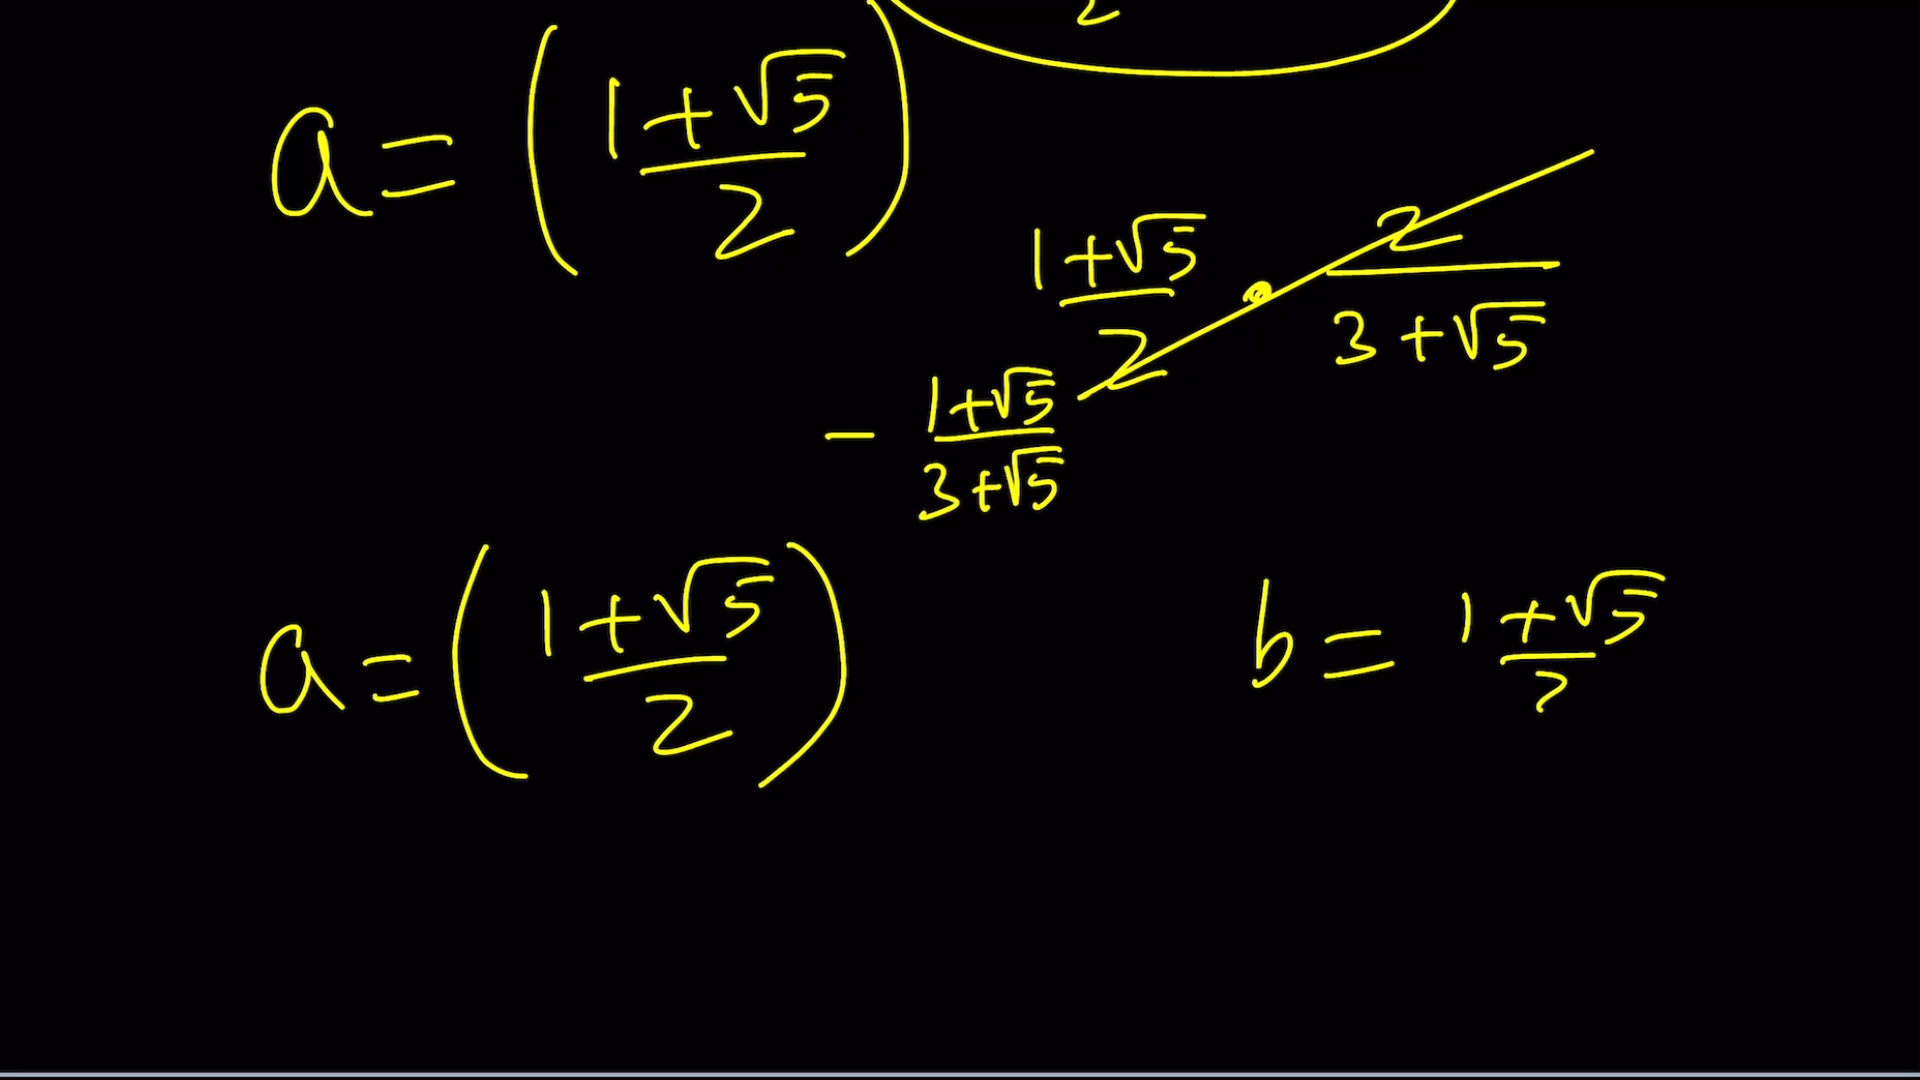 2
a = ( (1+√5)/2 )
(1+√5)/2 • 2/(3+√5)
- (1+√5)/(3+√5)
a = ( (1+√5)/2 ) b = (1+√5)/2